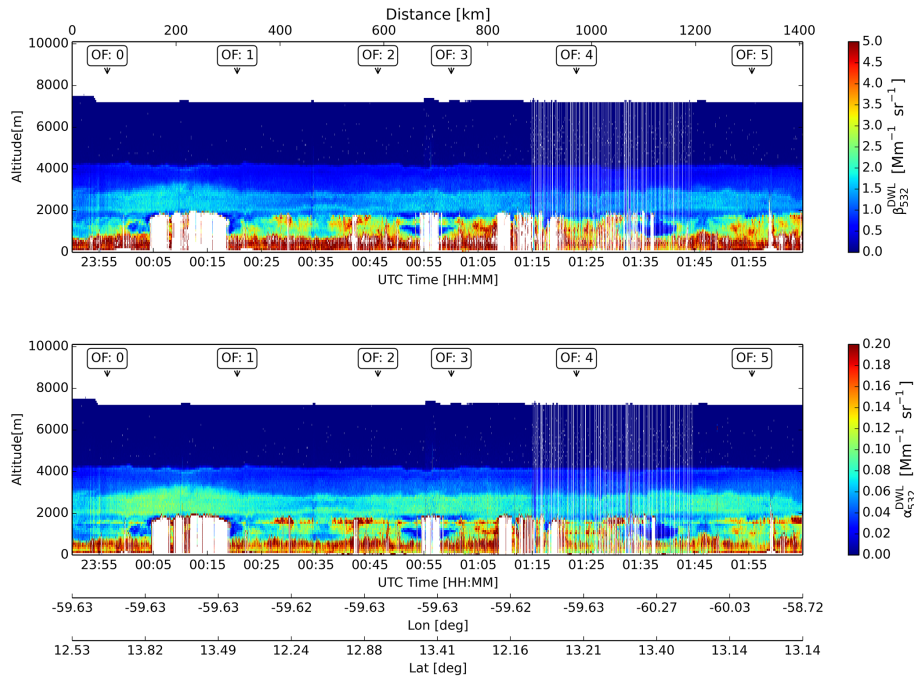 Distance [km]
0 200 400 600 800 1000 1200 1400
10000
8000
6000
4000
2000
0
Altitude[m]
OF: 0 OF: 1 OF: 2 OF: 3 OF: 4 OF: 5
23:55 00:05 00:15 00:25 00:35 00:45 00:55 01:05 01:15 01:25 01:35 01:45 01:55
UTC Time [HH:MM]
5.0
4.5
4.0
3.5
3.0
2.5
2.0
1.5
1.0
0.5
0.0
β₅₃₂ᴰᵂᴸ [Mm⁻¹ sr⁻¹]
10000
8000
6000
4000
2000
0
Altitude[m]
OF: 0 OF: 1 OF: 2 OF: 3 OF: 4 OF: 5
23:55 00:05 00:15 00:25 00:35 00:45 00:55 01:05 01:15 01:25 01:35 01:45 01:55
UTC Time [HH:MM]
0.20
0.18
0.16
0.14
0.12
0.10
0.08
0.06
0.04
0.02
0.00
α₅₃₂ᴰᵂᴸ [Mm⁻¹ sr⁻¹]
-59.63 -59.63 -59.63 -59.62 -59.63 -59.63 -59.62 -59.63 -60.27 -60.03 -58.72
Lon [deg]
12.53 13.82 13.49 12.24 12.88 13.41 12.16 13.21 13.40 13.14 13.14
Lat [deg]